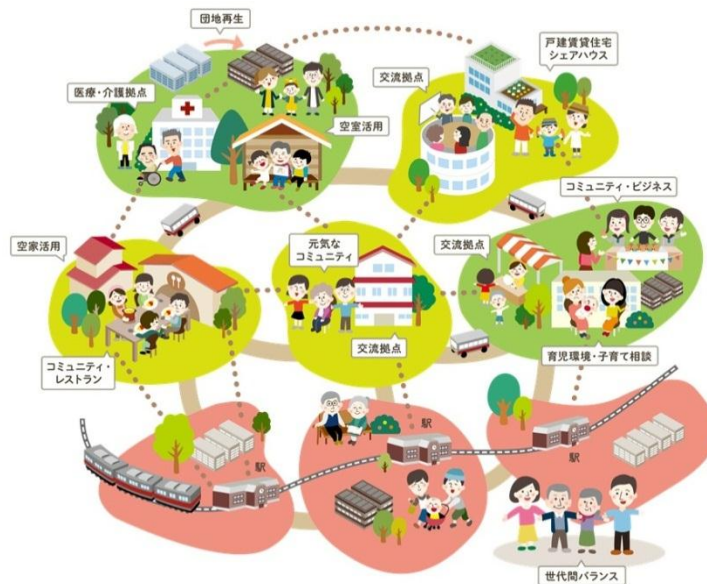 団地再生
戸建賃貸住宅
シェアハウス
交流拠点
医療・介護拠点
空室活用
コミュニティ・ビジネス
空家活用
元気な
コミュニティ
交流拠点
交流拠点
コミュニティ・
レストラン
育児環境・子育て相談
駅
駅
駅
世代間バランス